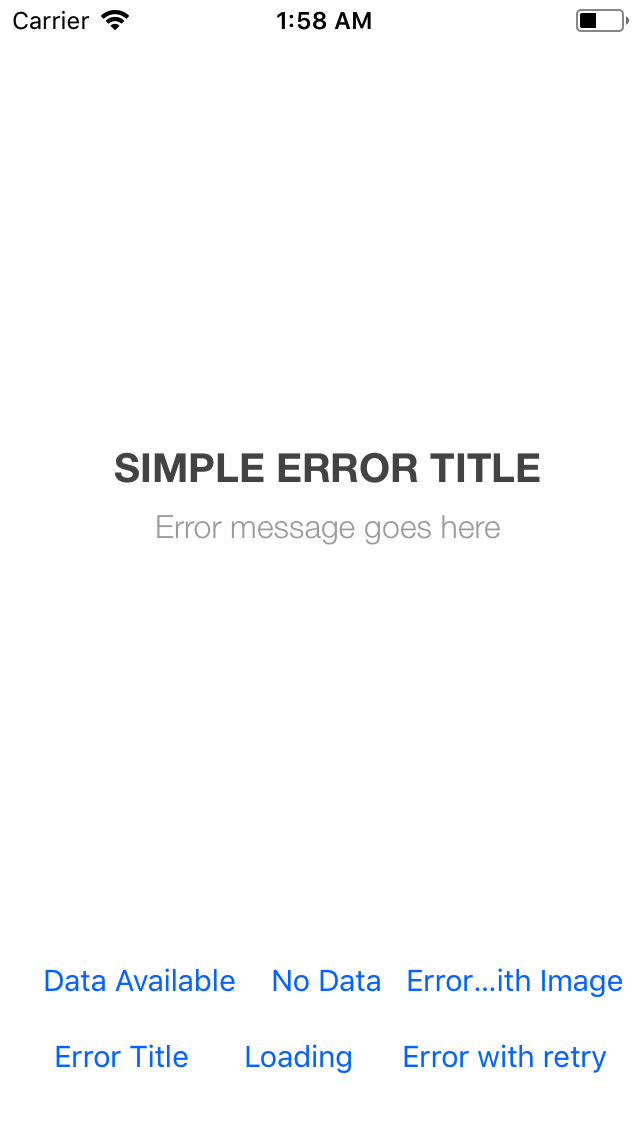 Carrier 1:58 AM
SIMPLE ERROR TITLE
Error message goes here
Data Available No Data Error...ith Image
Error Title Loading Error with retry